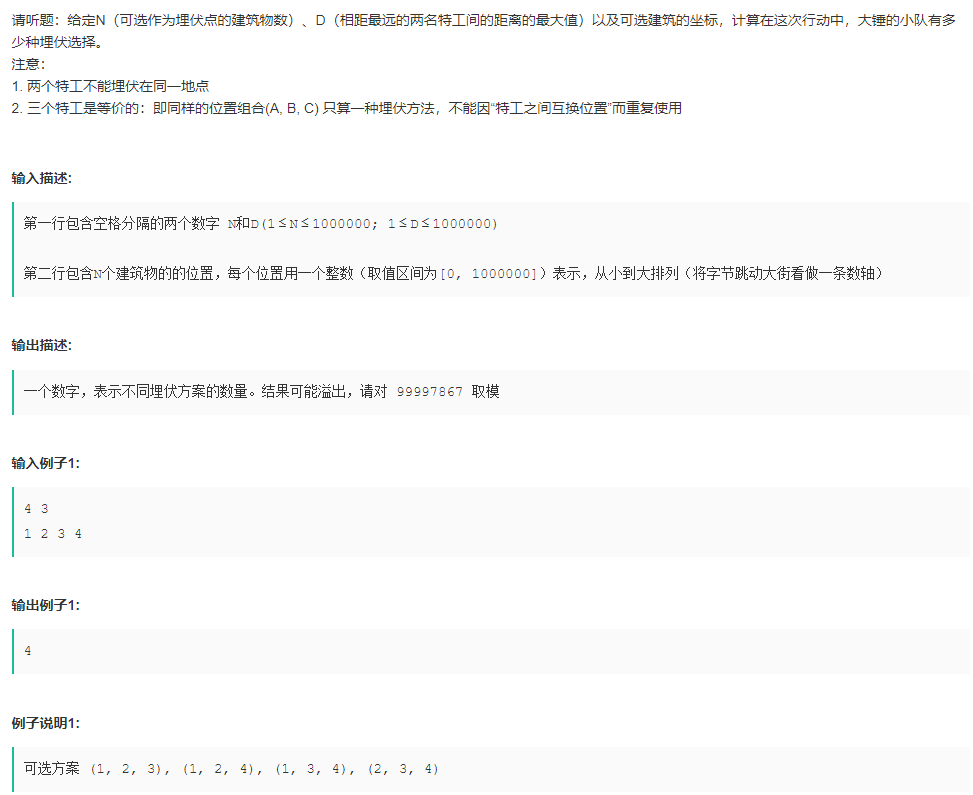 请听题：给定N（可选作为埋伏点的建筑物数）、D（相距最远的两名特工间的距离的最大值）以及可选建筑的坐标，计算在这次行动中，大锤的小队有多
少种埋伏选择。
注意：
1. 两个特工不能埋伏在同一地点
2. 三个特工是等价的：即同样的位置组合(A, B, C) 只算一种埋伏方法，不能因“特工之间互换位置”而重复使用
输入描述:
第一行包含空格分隔的两个数字 N和D(1≤N≤1000000; 1≤D≤1000000)
第二行包含N个建筑物的的位置，每个位置用一个整数（取值区间为[0, 1000000]）表示，从小到大排列（将字节跳动大街看做一条数轴）
输出描述:
一个数字，表示不同埋伏方案的数量。结果可能溢出，请对 99997867 取模
输入例子1:
4 3
1 2 3 4
输出例子1:
4
例子说明1:
可选方案 (1, 2, 3), (1, 2, 4), (1, 3, 4), (2, 3, 4)